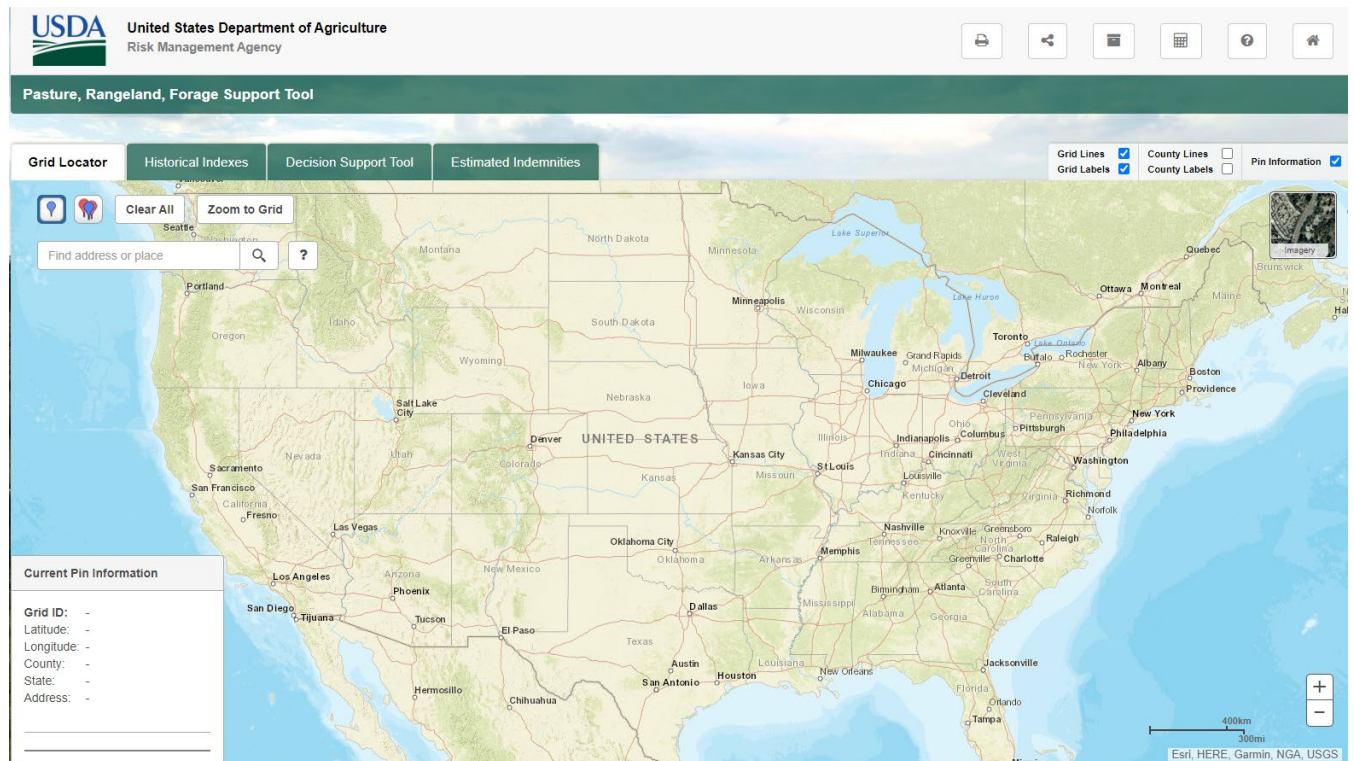 USDA
United States Department of Agriculture
Risk Management Agency
Pasture, Rangeland, Forage Support Tool
Grid Locator
Historical Indexes
Decision Support Tool
Estimated Indemnities
Grid Lines
Grid Labels
County Lines
County Labels
Pin Information
Clear All
Zoom to Grid
Find address or place
?
Imagery
Vancouver
Seattle
Washington
Montana
North Dakota
Minnesota
Lake Superior
Quebec
Brunswick
Portland
Ottawa
Montreal
Maine
Lake Huron
Minneapolis
Wisconsin
Oregon
Idaho
South Dakota
Toronto
Lake Ontario
Wyoming
Milwaukee
Grand Rapids
Michigan
Buffalo
Rochester
New York
Albany
Boston
Detroit
Chicago
Providence
Iowa
Cleveland
Nebraska
Salt Lake
City
Pennsylvania
New York
Ohio
Pittsburgh
Philadelphia
Denver
UNITED STATES
Illinois
Indianapolis
Columbus
Nevada
Utah
Colorado
Kansas City
Indiana
Cincinnati
West
Virginia
Washington
Sacramento
St Louis
Kansas
Missouri
Louisville
San Francisco
Kentucky
Virginia
Richmond
California
Fresno
Norfolk
Las Vegas
Nashville
Knoxville
Greensboro
Tennessee
North
Carolina
Raleigh
Oklahoma City
Oklahoma
Arkansas
Memphis
Greenville
Charlotte
Los Angeles
Arizona
New Mexico
Phoenix
Birmingham
Atlanta
South
Carolina
San Diego
Tijuana
Tucson
Dallas
Mississippi
Alabama
Georgia
El Paso
Texas
Austin
Louisiana
Jacksonville
San Antonio
Houston
New Orleans
Hermosillo
Chihuahua
Florida
Orlando
Tampa
Current Pin Information
Grid ID: -
Latitude: -
Longitude: -
County: -
State: -
Address: -
+
−
400km
300mi
Esri, HERE, Garmin, NGA, USGS